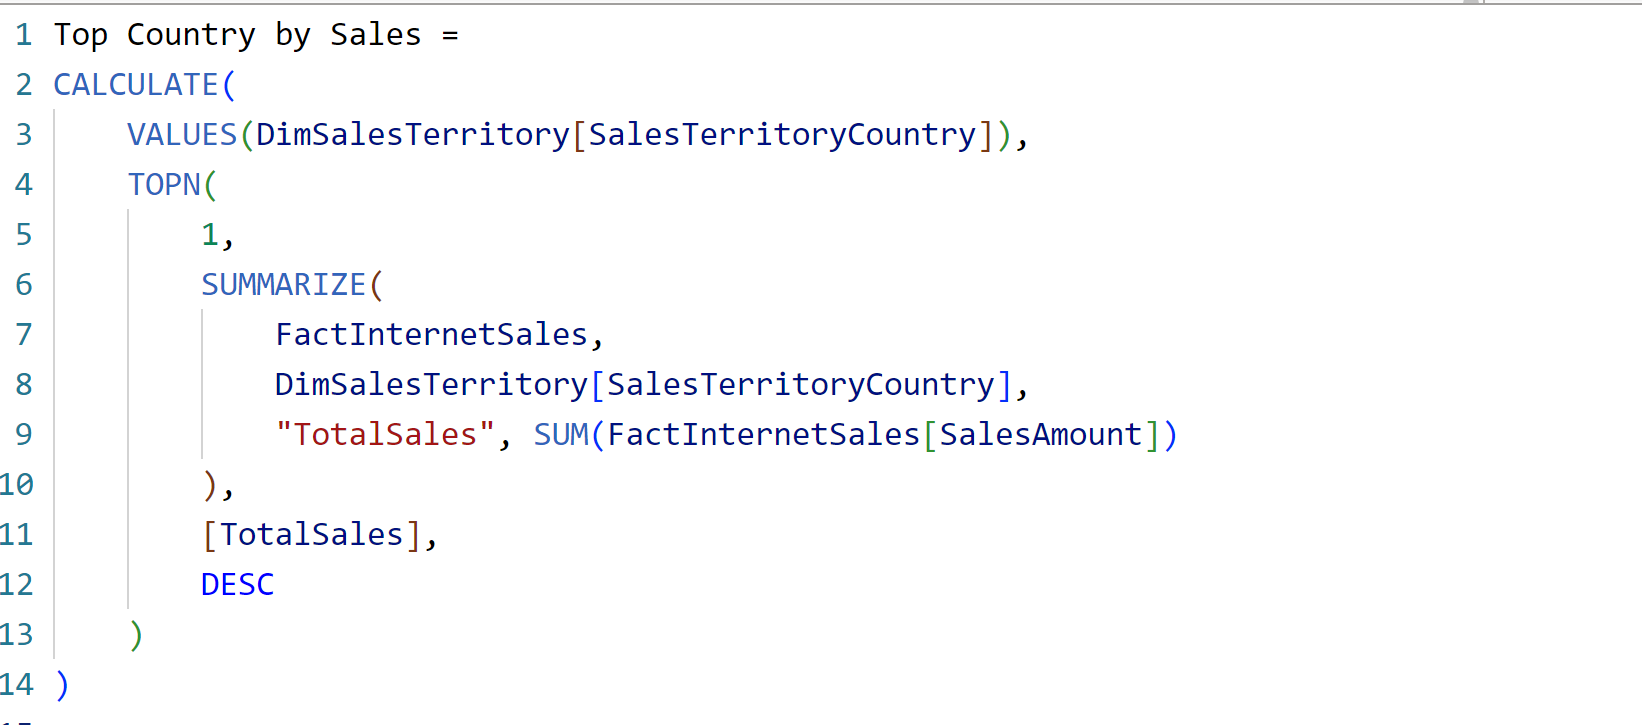 1 Top Country by Sales =
2 CALCULATE(
3 VALUES(DimSalesTerritory[SalesTerritoryCountry]),
4 TOPN(
5 1,
6 SUMMARIZE(
7 FactInternetSales,
8 DimSalesTerritory[SalesTerritoryCountry],
9 "TotalSales", SUM(FactInternetSales[SalesAmount])
10 ),
11 [TotalSales],
12 DESC
13 )
14 )